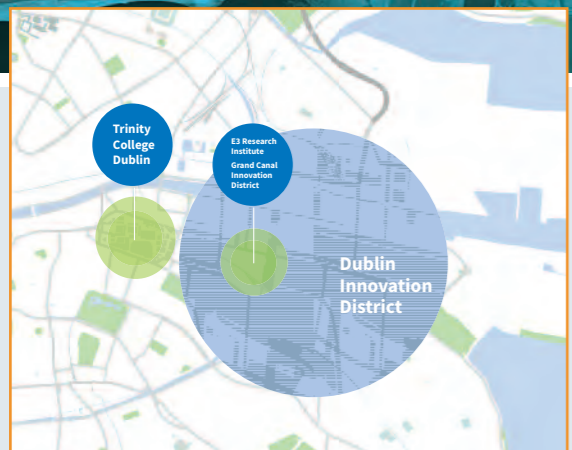 Trinity
College
Dublin
E3 Research
Institute
Grand Canal
Innovation
District
Dublin
Innovation
District